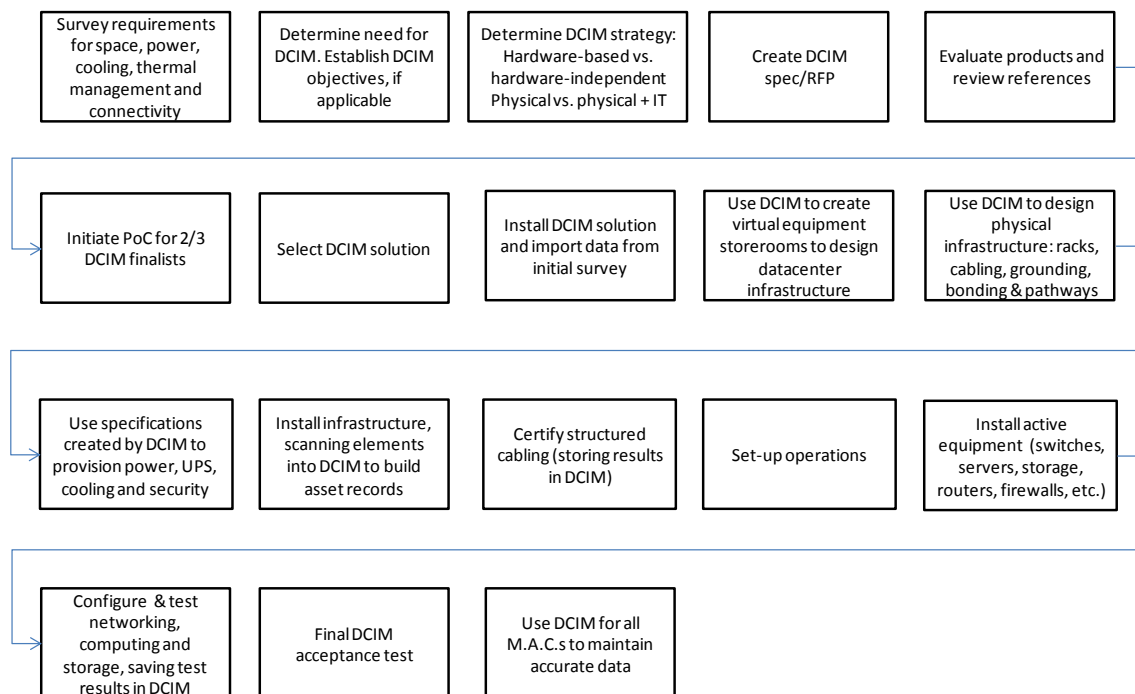 Survey requirements
for space, power,
cooling, thermal
management and
connectivity
Determine need for
DCIM. Establish DCIM
objectives, if
applicable
Determine DCIM strategy:
Hardware-based vs.
hardware-independent
Physical vs. physical + IT
Create DCIM
spec/RFP
Evaluate products and
review references
Initiate PoC for 2/3
DCIM finalists
Select DCIM solution
Install DCIM solution
and import data from
initial survey
Use DCIM to create
virtual equipment
storerooms to design
datacenter
infrastructure
Use DCIM to design
physical
infrastructure: racks,
cabling, grounding,
bonding & pathways
Use specifications
created by DCIM to
provision power, UPS,
cooling and security
Install infrastructure,
scanning elements
into DCIM to build
asset records
Certify structured
cabling (storing results
in DCIM)
Set-up operations
Install active
equipment (switches,
servers, storage,
routers, firewalls, etc.)
Configure & test
networking,
computing and
storage, saving test
results in DCIM
Final DCIM
acceptance test
Use DCIM for all
M.A.C.s to maintain
accurate data